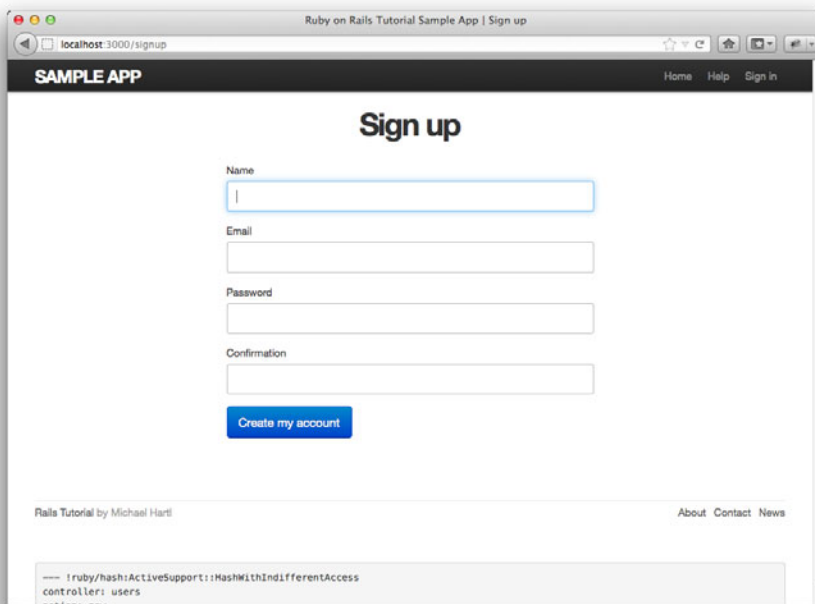 Ruby on Rails Tutorial Sample App | Sign up
localhost:3000/signup
SAMPLE APP
Home Help Sign in
Sign up
Name
Email
Password
Confirmation
Create my account
Rails Tutorial by Michael Hartl
About Contact News
--- !ruby/hash:ActiveSupport::HashWithIndifferentAccess
controller: users